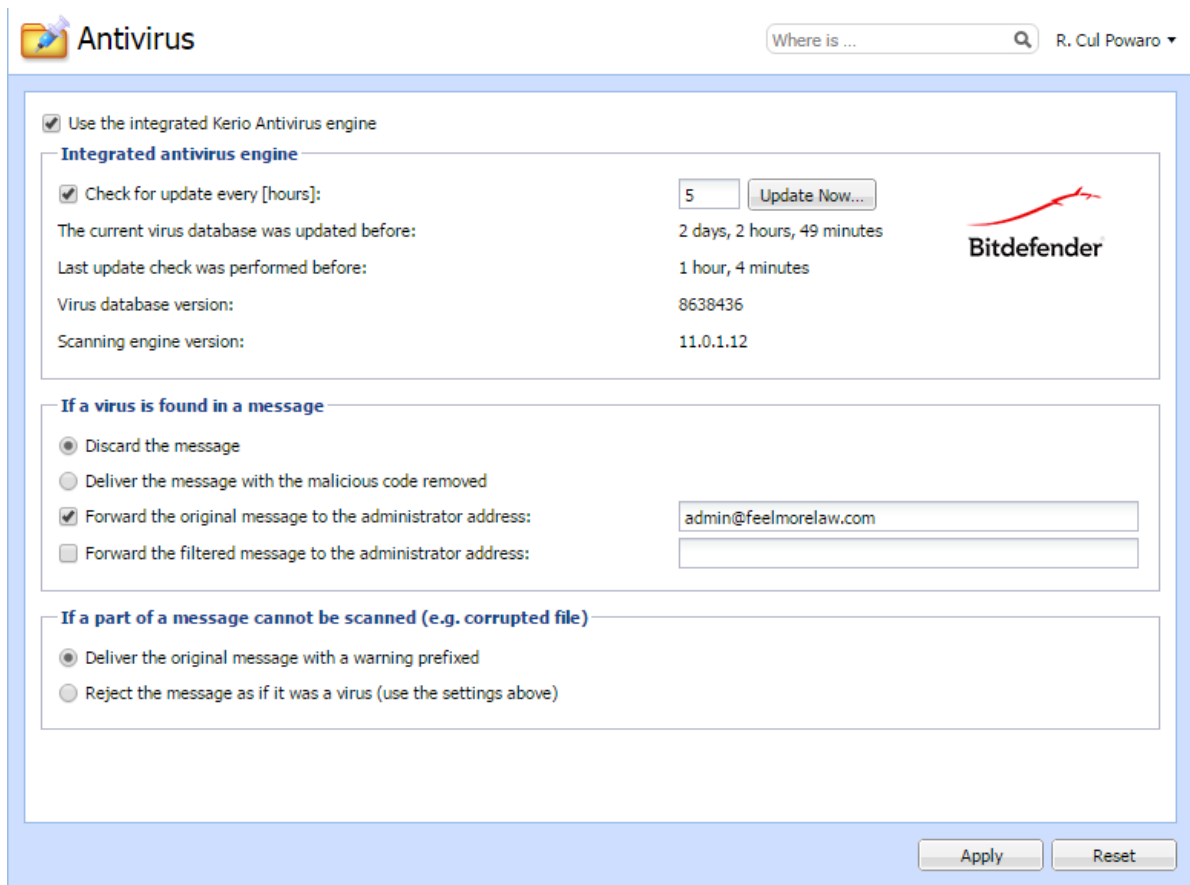 Antivirus
Where is ...
R. Cul Powaro
Use the integrated Kerio Antivirus engine
Integrated antivirus engine
Check for update every [hours]: 5 Update Now...
The current virus database was updated before: 2 days, 2 hours, 49 minutes
Bitdefender
Last update check was performed before: 1 hour, 4 minutes
Virus database version: 8638436
Scanning engine version: 11.0.1.12
If a virus is found in a message
Discard the message
Deliver the message with the malicious code removed
Forward the original message to the administrator address: admin@feelmorelaw.com
Forward the filtered message to the administrator address:
If a part of a message cannot be scanned (e.g. corrupted file)
Deliver the original message with a warning prefixed
Reject the message as if it was a virus (use the settings above)
Apply Reset